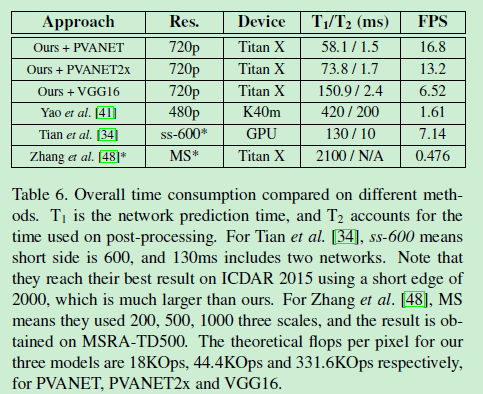 Approach Res. Device T₁/T₂ (ms) FPS
Ours + PVANET 720p Titan X 58.1 / 1.5 16.8
Ours + PVANET2x 720p Titan X 73.8 / 1.7 13.2
Ours + VGG16 720p Titan X 150.9 / 2.4 6.52
Yao et al. [41] 480p K40m 420 / 200 1.61
Tian et al. [34] ss-600* GPU 130 / 10 7.14
Zhang et al. [48]* MS* Titan X 2100 / N/A 0.476
Table 6. Overall time consumption compared on different meth-
ods. T₁ is the network prediction time, and T₂ accounts for the
time used on post-processing. For Tian et al. [34], ss-600 means
short side is 600, and 130ms includes two networks. Note that
they reach their best result on ICDAR 2015 using a short edge of
2000, which is much larger than ours. For Zhang et al. [48], MS
means they used 200, 500, 1000 three scales, and the result is ob-
tained on MSRA-TD500. The theoretical flops per pixel for our
three models are 18KOps, 44.4KOps and 331.6KOps respectively,
for PVANET, PVANET2x and VGG16.